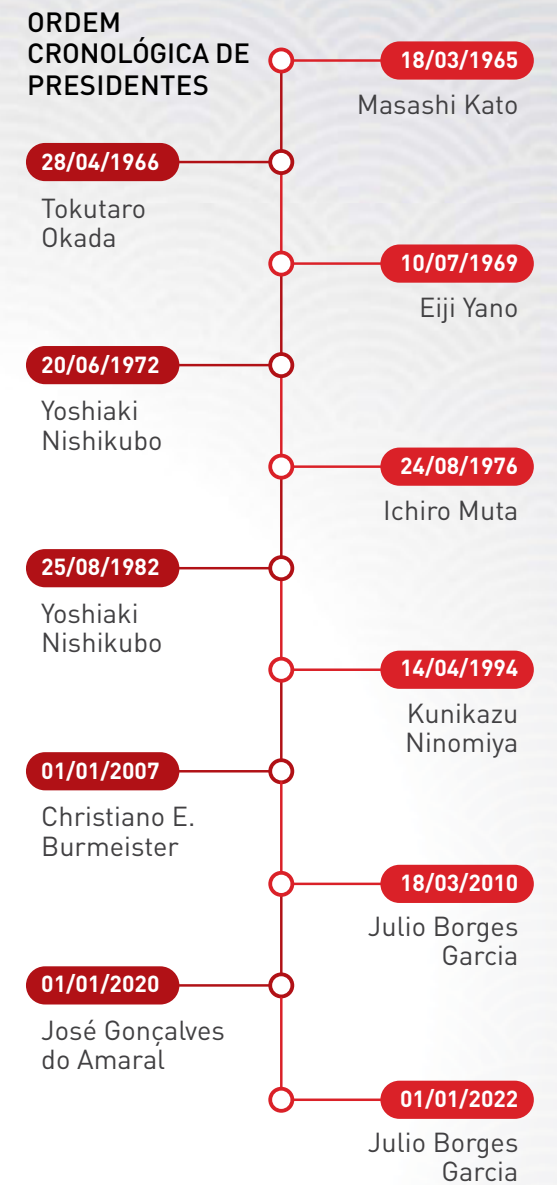 ORDEM
CRONOLÓGICA DE
PRESIDENTES
18/03/1965
Masashi Kato
28/04/1966
Tokutaro
Okada
10/07/1969
Eiji Yano
20/06/1972
Yoshiaki
Nishikubo
24/08/1976
Ichiro Muta
25/08/1982
Yoshiaki
Nishikubo
14/04/1994
Kunikazu
Ninomiya
01/01/2007
Christiano E.
Burmeister
18/03/2010
Julio Borges
Garcia
01/01/2020
José Gonçalves
do Amaral
01/01/2022
Julio Borges
Garcia